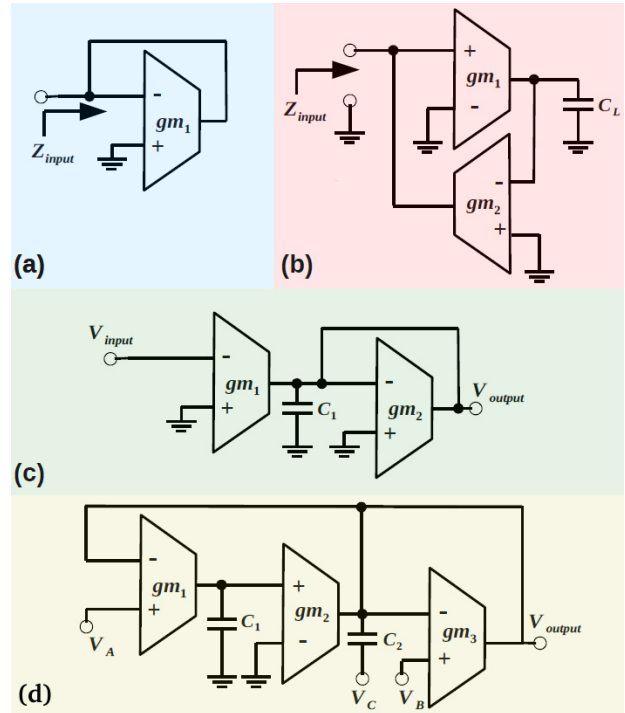 -
gm1
+
Zinput
(a)
+
gm1
-
CL
Zinput
-
gm2
+
(b)
Vinput
-
gm1
+
C1
-
gm2
+
Voutput
(c)
-
gm1
+
VA
C1
+
gm2
-
C2
VC
-
gm3
+
VB
Voutput
(d)